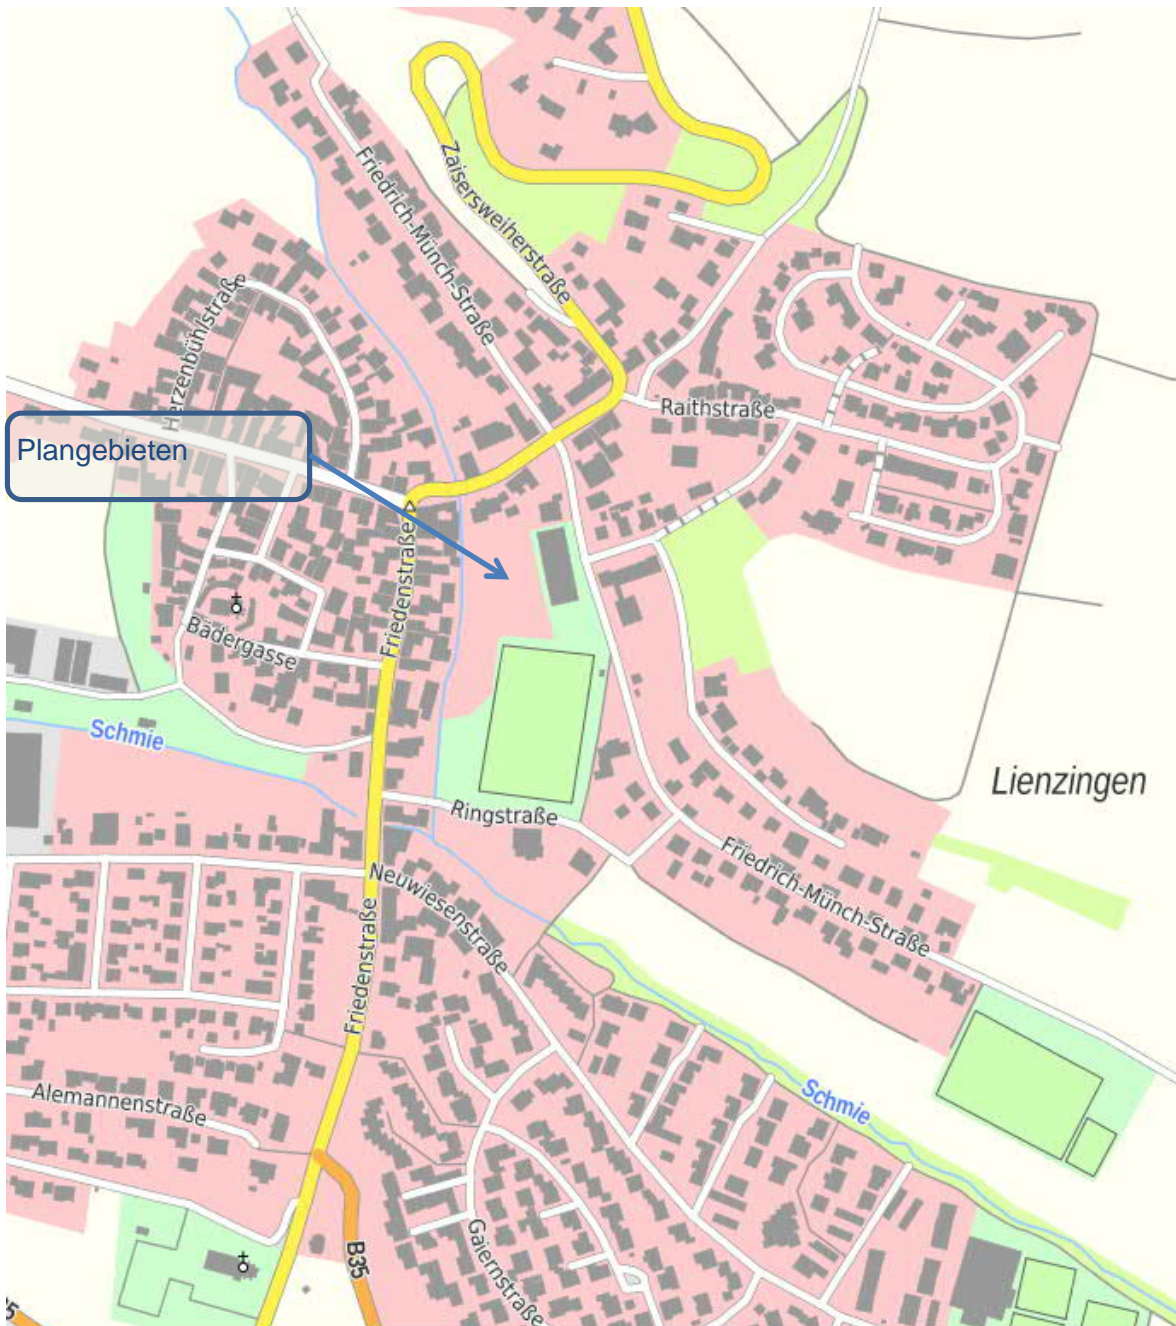 Friedrich-Münch-Straße
Zaisersweiherstraße
Herzenbühlstraße
Raithstraße
Plangebieten
Friedenstraße
Bädergasse
Schmie
Lienzingen
Ringstraße
Friedrich-Münch-Straße
Neuwiesenstraße
Friedenstraße
Schmie
Alemannenstraße
B35
Gaiernstraße